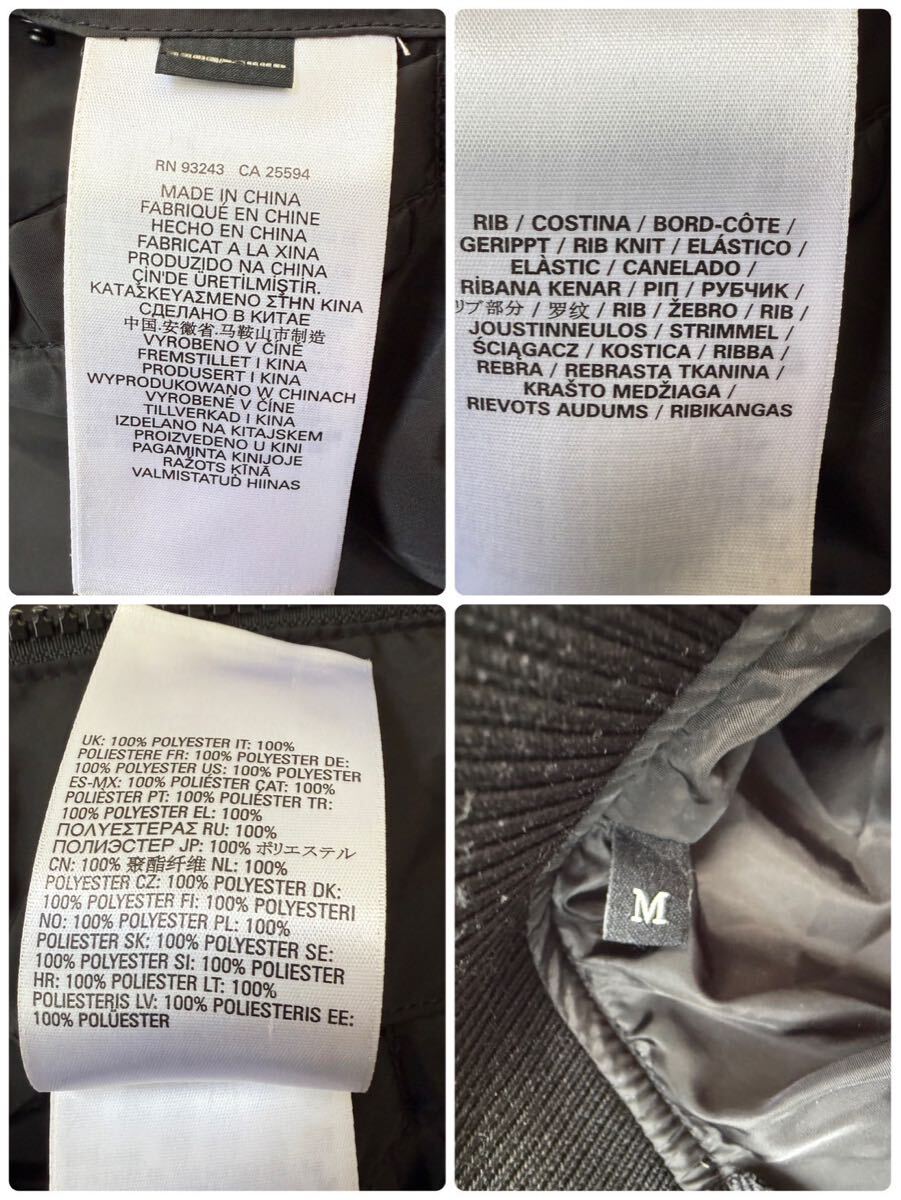 RN 93243 CA 25594
MADE IN CHINA
FABRIQUÉ EN CHINE
HECHO EN CHINA
FABRICAT A LA XINA
PRODUZIDO NA CHINA
ÇİN'DE ÜRETİLMİŞTİR.
ΚΑΤΑΣΚΕΥΑΣΜΕΝΟ ΣΤΗΝ ΚΙΝΑ
СДЕЛАНО В КИТАЕ
中国.安徽省.马鞍山市制造
VYROBENO V ČÍNĚ
FREMSTILLET I KINA
PRODUSERT I KINA
WYPRODUKOWANO W CHINACH
VYROBENÉ V ČÍNE
TILLVERKAD I KINA
IZDELANO NA KITAJSKEM
PROIZVEDENO U KINI
PAGAMINTA KINIJOJE
RAŽOTS ĶĪNĀ
VALMISTATUD HIINAS
RIB / COSTINA / BORD-CÔTE /
GERIPPT / RIB KNIT / ELÁSTICO /
ELÀSTIC / CANELADO /
RİBANA KENAR / ΡΙΠ / РУБЧИК /
リブ部分 / 罗纹 / RIB / ŽEBRO / RIB /
JOUSTINNEULOS / STRIMMEL /
ŚCIĄGACZ / KOSTICA / RIBBA /
REBRA / REBRASTA TKANINA /
KRAŠTO MEDŽIAGA /
RIEVOTS AUDUMS / RIBIKANGAS
UK: 100% POLYESTER IT: 100%
POLIESTERE FR: 100% POLYESTER DE:
100% POLYESTER US: 100% POLYESTER
ES-MX: 100% POLIÉSTER CAT: 100%
POLIÈSTER PT: 100% POLIÉSTER TR:
100% POLYESTER EL: 100%
ΠΟΛΥΕΣΤΕΡΑΣ RU: 100%
ПОЛИЭСТЕР JP: 100% ポリエステル
CN: 100% 聚酯纤维 NL: 100%
POLYESTER CZ: 100% POLYESTER DK:
100% POLYESTER FI: 100% POLYESTERI
NO: 100% POLYESTER PL: 100%
POLIESTER SK: 100% POLYESTER SE:
100% POLYESTER SI: 100% POLIESTER
HR: 100% POLIESTER LT: 100%
POLIESTERIS LV: 100% POLIESTERIS EE:
100% POLÜESTER
M